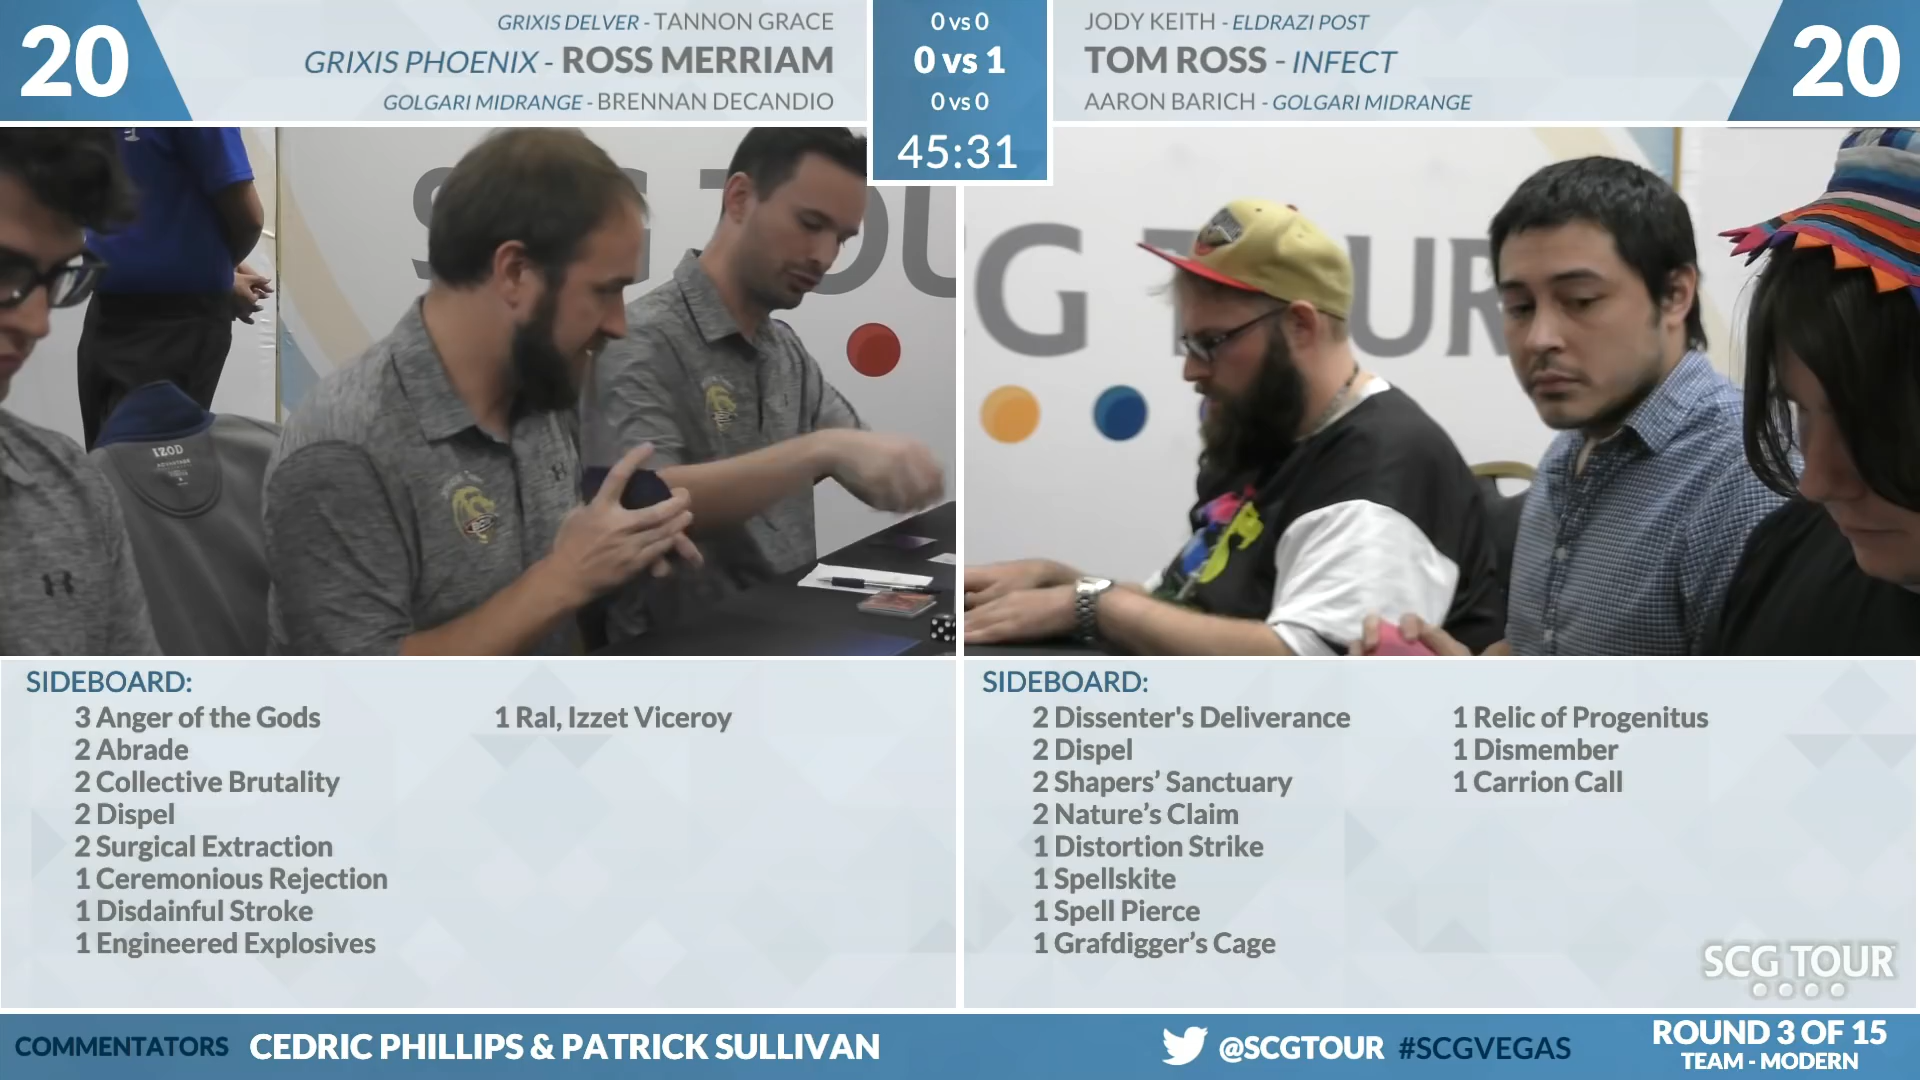 20
GRIXIS DELVER - TANNON GRACE
GRIXIS PHOENIX - ROSS MERRIAM
GOLGARI MIDRANGE - BRENNAN DECANDIO
0 vs 0
0 vs 1
0 vs 0
45:31
JODY KEITH - ELDRAZI POST
TOM ROSS - INFECT
AARON BARICH - GOLGARI MIDRANGE
20
IZOD
SIDEBOARD:
3 Anger of the Gods
2 Abrade
2 Collective Brutality
2 Dispel
2 Surgical Extraction
1 Ceremonious Rejection
1 Disdainful Stroke
1 Engineered Explosives
1 Ral, Izzet Viceroy
SIDEBOARD:
2 Dissenter's Deliverance
2 Dispel
2 Shapers’ Sanctuary
2 Nature’s Claim
1 Distortion Strike
1 Spellskite
1 Spell Pierce
1 Grafdigger’s Cage
1 Relic of Progenitus
1 Dismember
1 Carrion Call
SCG TOUR
COMMENTATORS CEDRIC PHILLIPS & PATRICK SULLIVAN
@SCGTOUR #SCGVEGAS
ROUND 3 OF 15
TEAM - MODERN